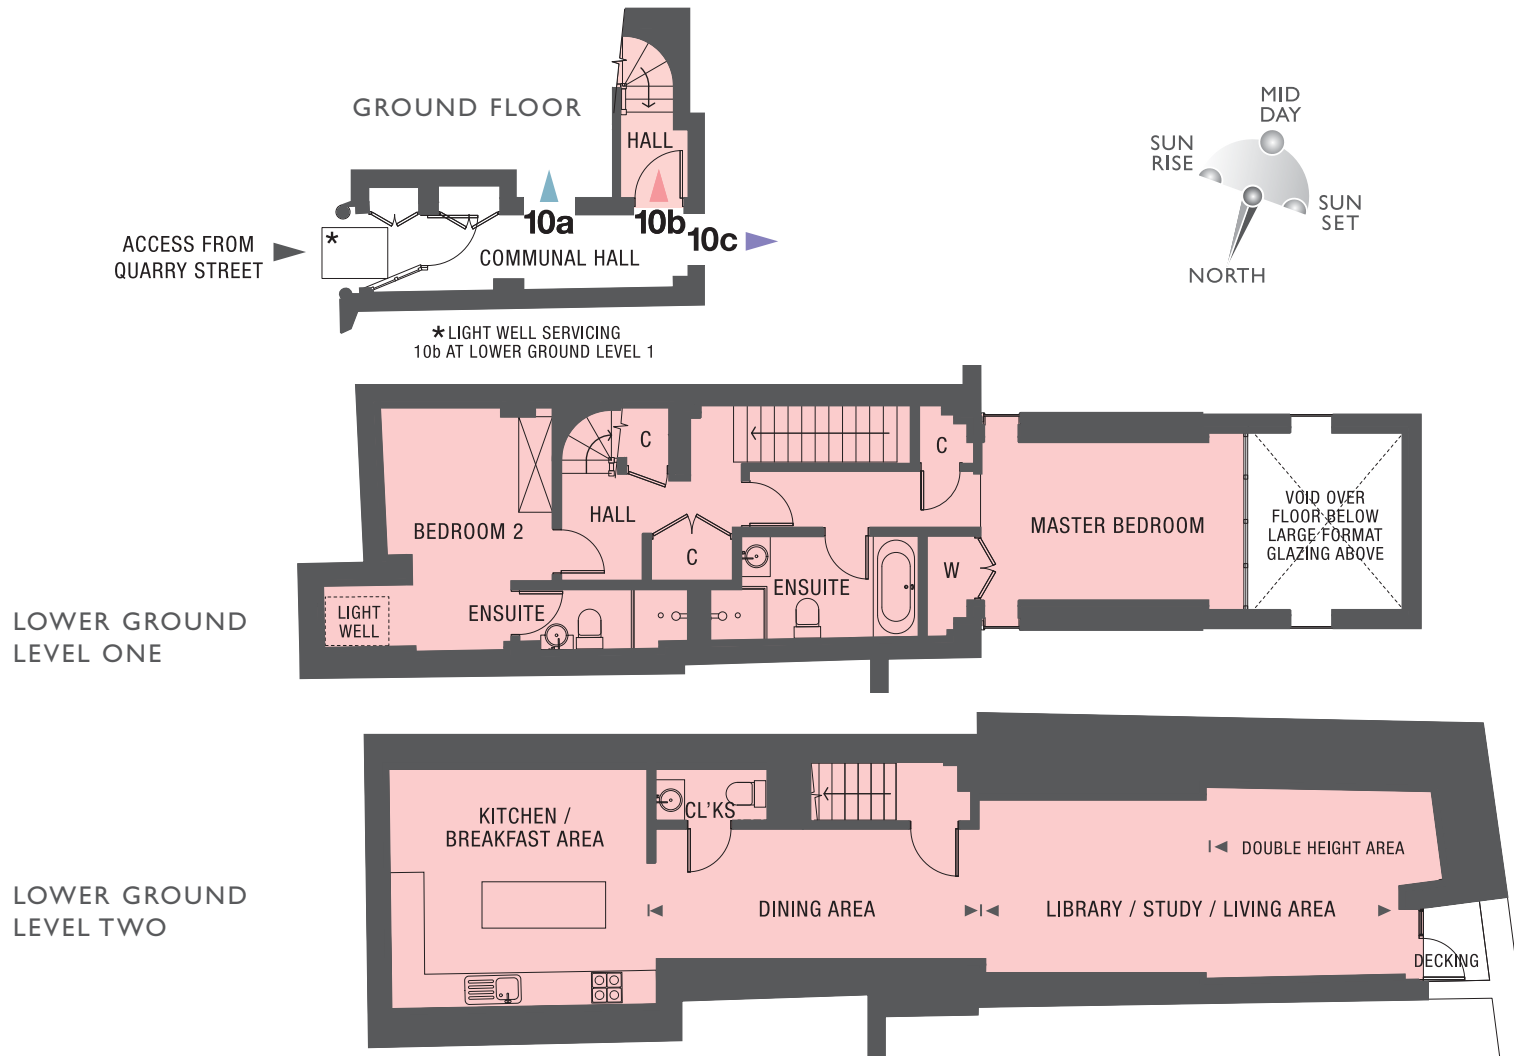 GROUND FLOOR
HALL
10a
10b
10c
ACCESS FROM
QUARRY STREET
*
COMMUNAL HALL
* LIGHT WELL SERVICING
10b AT LOWER GROUND LEVEL 1
MID
DAY
SUN
RISE
SUN
SET
NORTH
LOWER GROUND
LEVEL ONE
BEDROOM 2
HALL
C
C
C
LIGHT
WELL
ENSUITE
ENSUITE
W
MASTER BEDROOM
VOID OVER
FLOOR BELOW
LARGE FORMAT
GLAZING ABOVE
LOWER GROUND
LEVEL TWO
KITCHEN /
BREAKFAST AREA
CL'KS
DINING AREA
DOUBLE HEIGHT AREA
LIBRARY / STUDY / LIVING AREA
DECKING